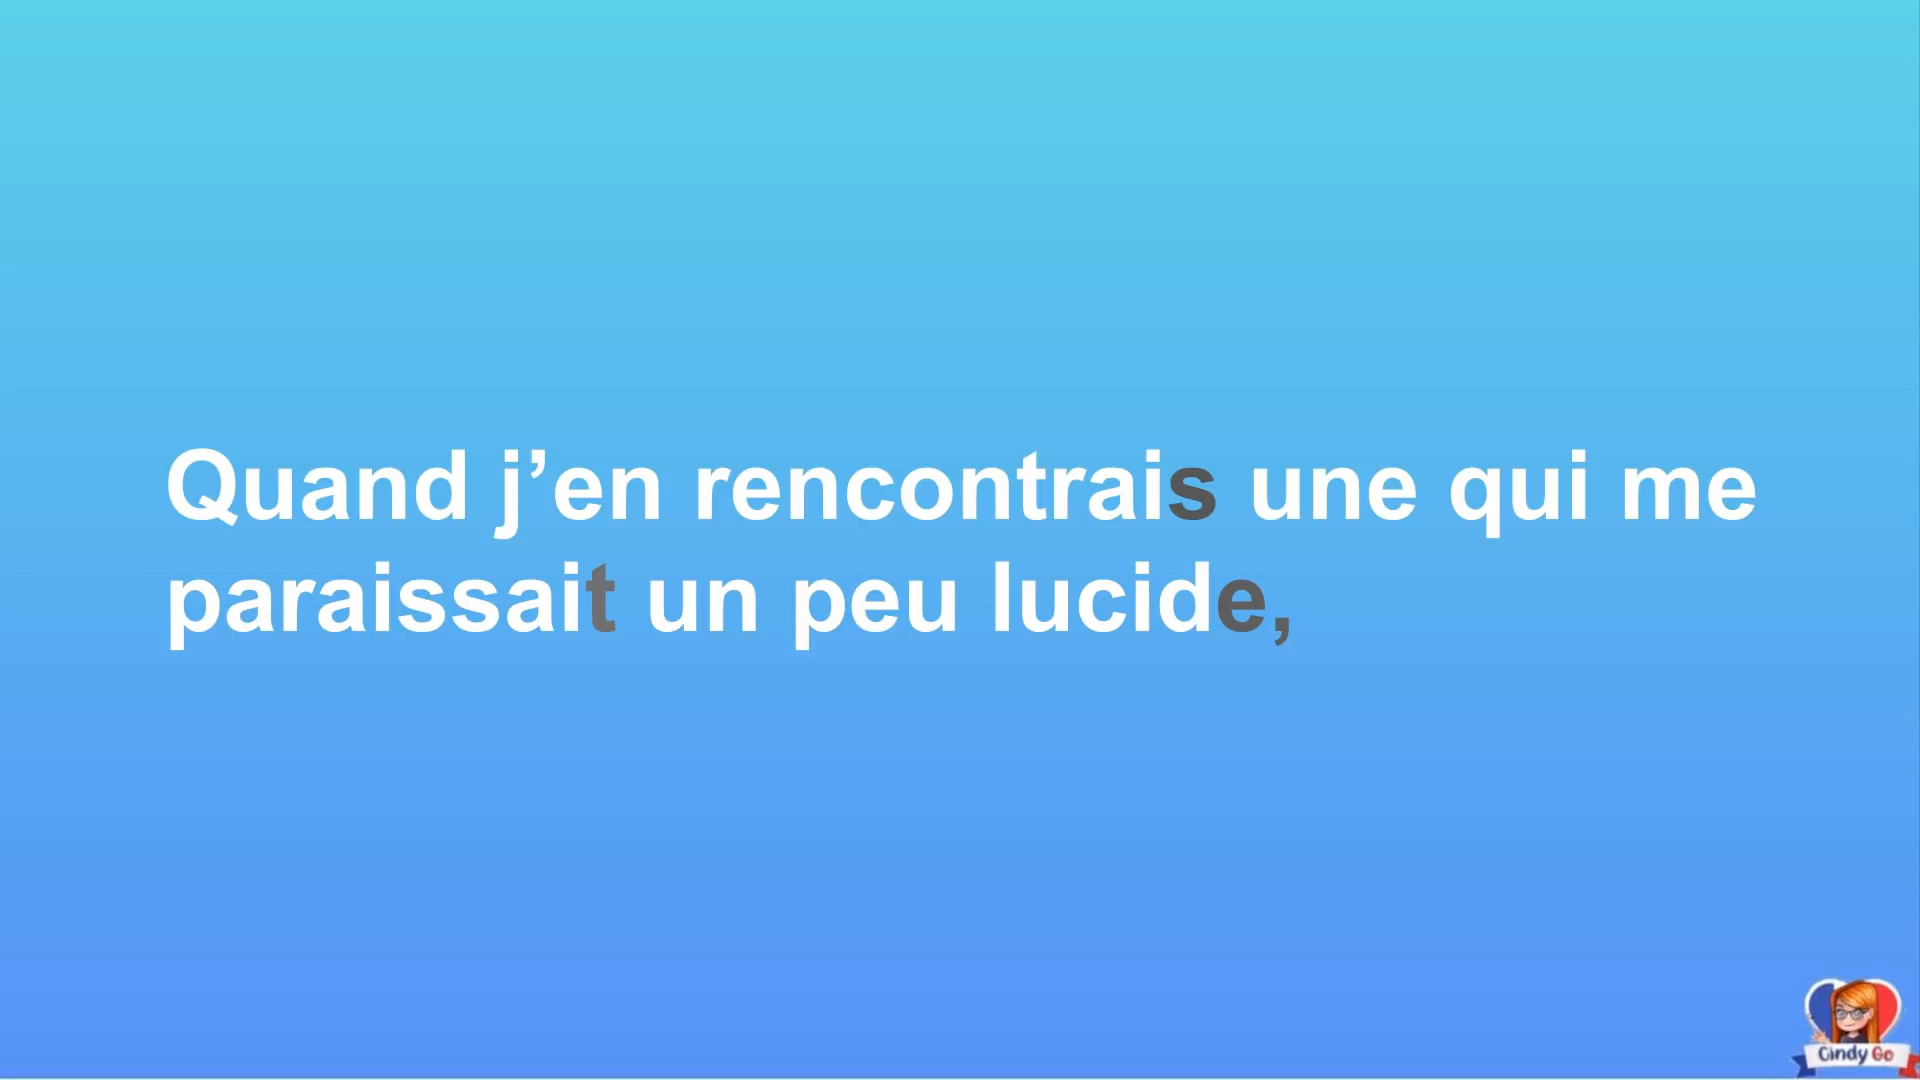 Quand j’en rencontrais une qui me
paraissait un peu lucide,
Cindy Go